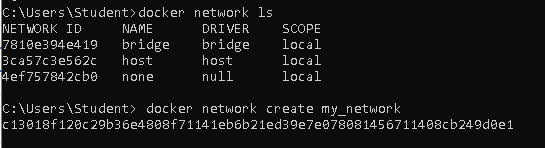 C:\Users\Student>docker network ls
NETWORK ID     NAME      DRIVER    SCOPE
7810e394e419   bridge    bridge    local
3ca57c3e562c   host      host      local
4ef757842cb0   none      null      local
C:\Users\Student> docker network create my_network
c13018f120c29b36e4808f71141eb6b21ed39e7e078081456711408cb249d0e1